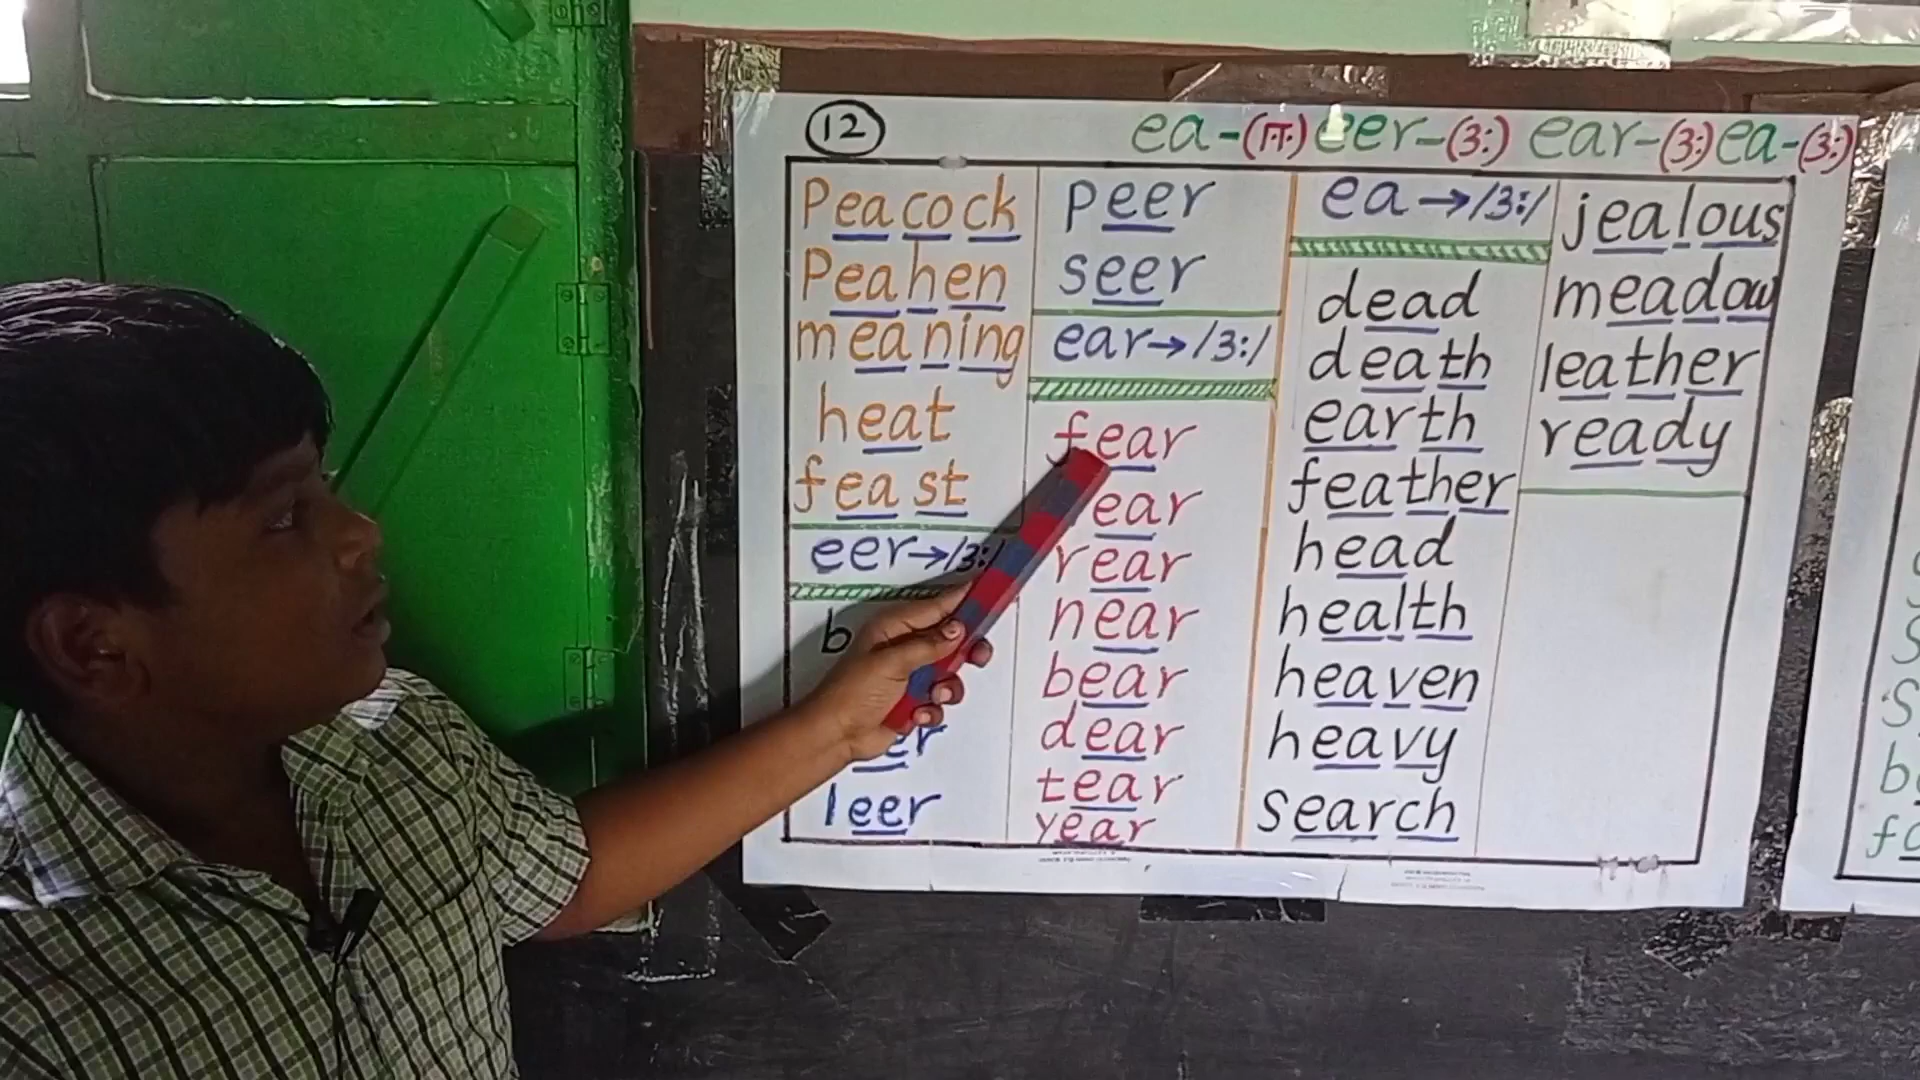 12
ea-(ஈ) eer-(3:) ear-(3:) ea-(3:)
Peacock
Peahen
meaning
heat
feast
eer→/3:/
leer
peer
seer
ear→/3:/
fear
rear
near
bear
dear
tear
year
ea→/3:/
dead
death
earth
feather
head
health
heaven
heavy
search
jealous
meadow
leather
ready